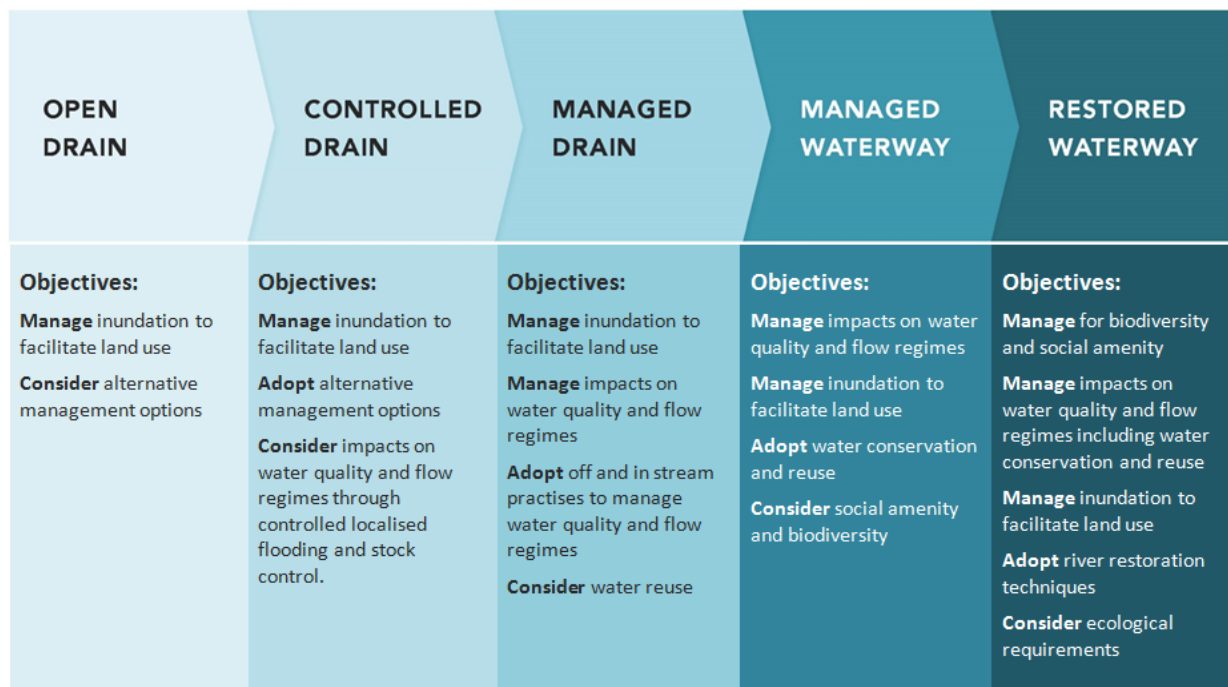 OPEN
DRAIN
CONTROLLED
DRAIN
MANAGED
DRAIN
MANAGED
WATERWAY
RESTORED
WATERWAY
Objectives:
Manage inundation to
facilitate land use
Consider alternative
management options
Objectives:
Manage inundation to
facilitate land use
Adopt alternative
management options
Consider impacts on
water quality and flow
regimes through
controlled localised
flooding and stock
control.
Objectives:
Manage inundation to
facilitate land use
Manage impacts on
water quality and flow
regimes
Adopt off and in stream
practises to manage
water quality and flow
regimes
Consider water reuse
Objectives:
Manage impacts on water
quality and flow regimes
Manage inundation to
facilitate land use
Adopt water conservation
and reuse
Consider social amenity
and biodiversity
Objectives:
Manage for biodiversity
and social amenity
Manage impacts on
water quality and flow
regimes including water
conservation and reuse
Manage inundation to
facilitate land use
Adopt river restoration
techniques
Consider ecological
requirements